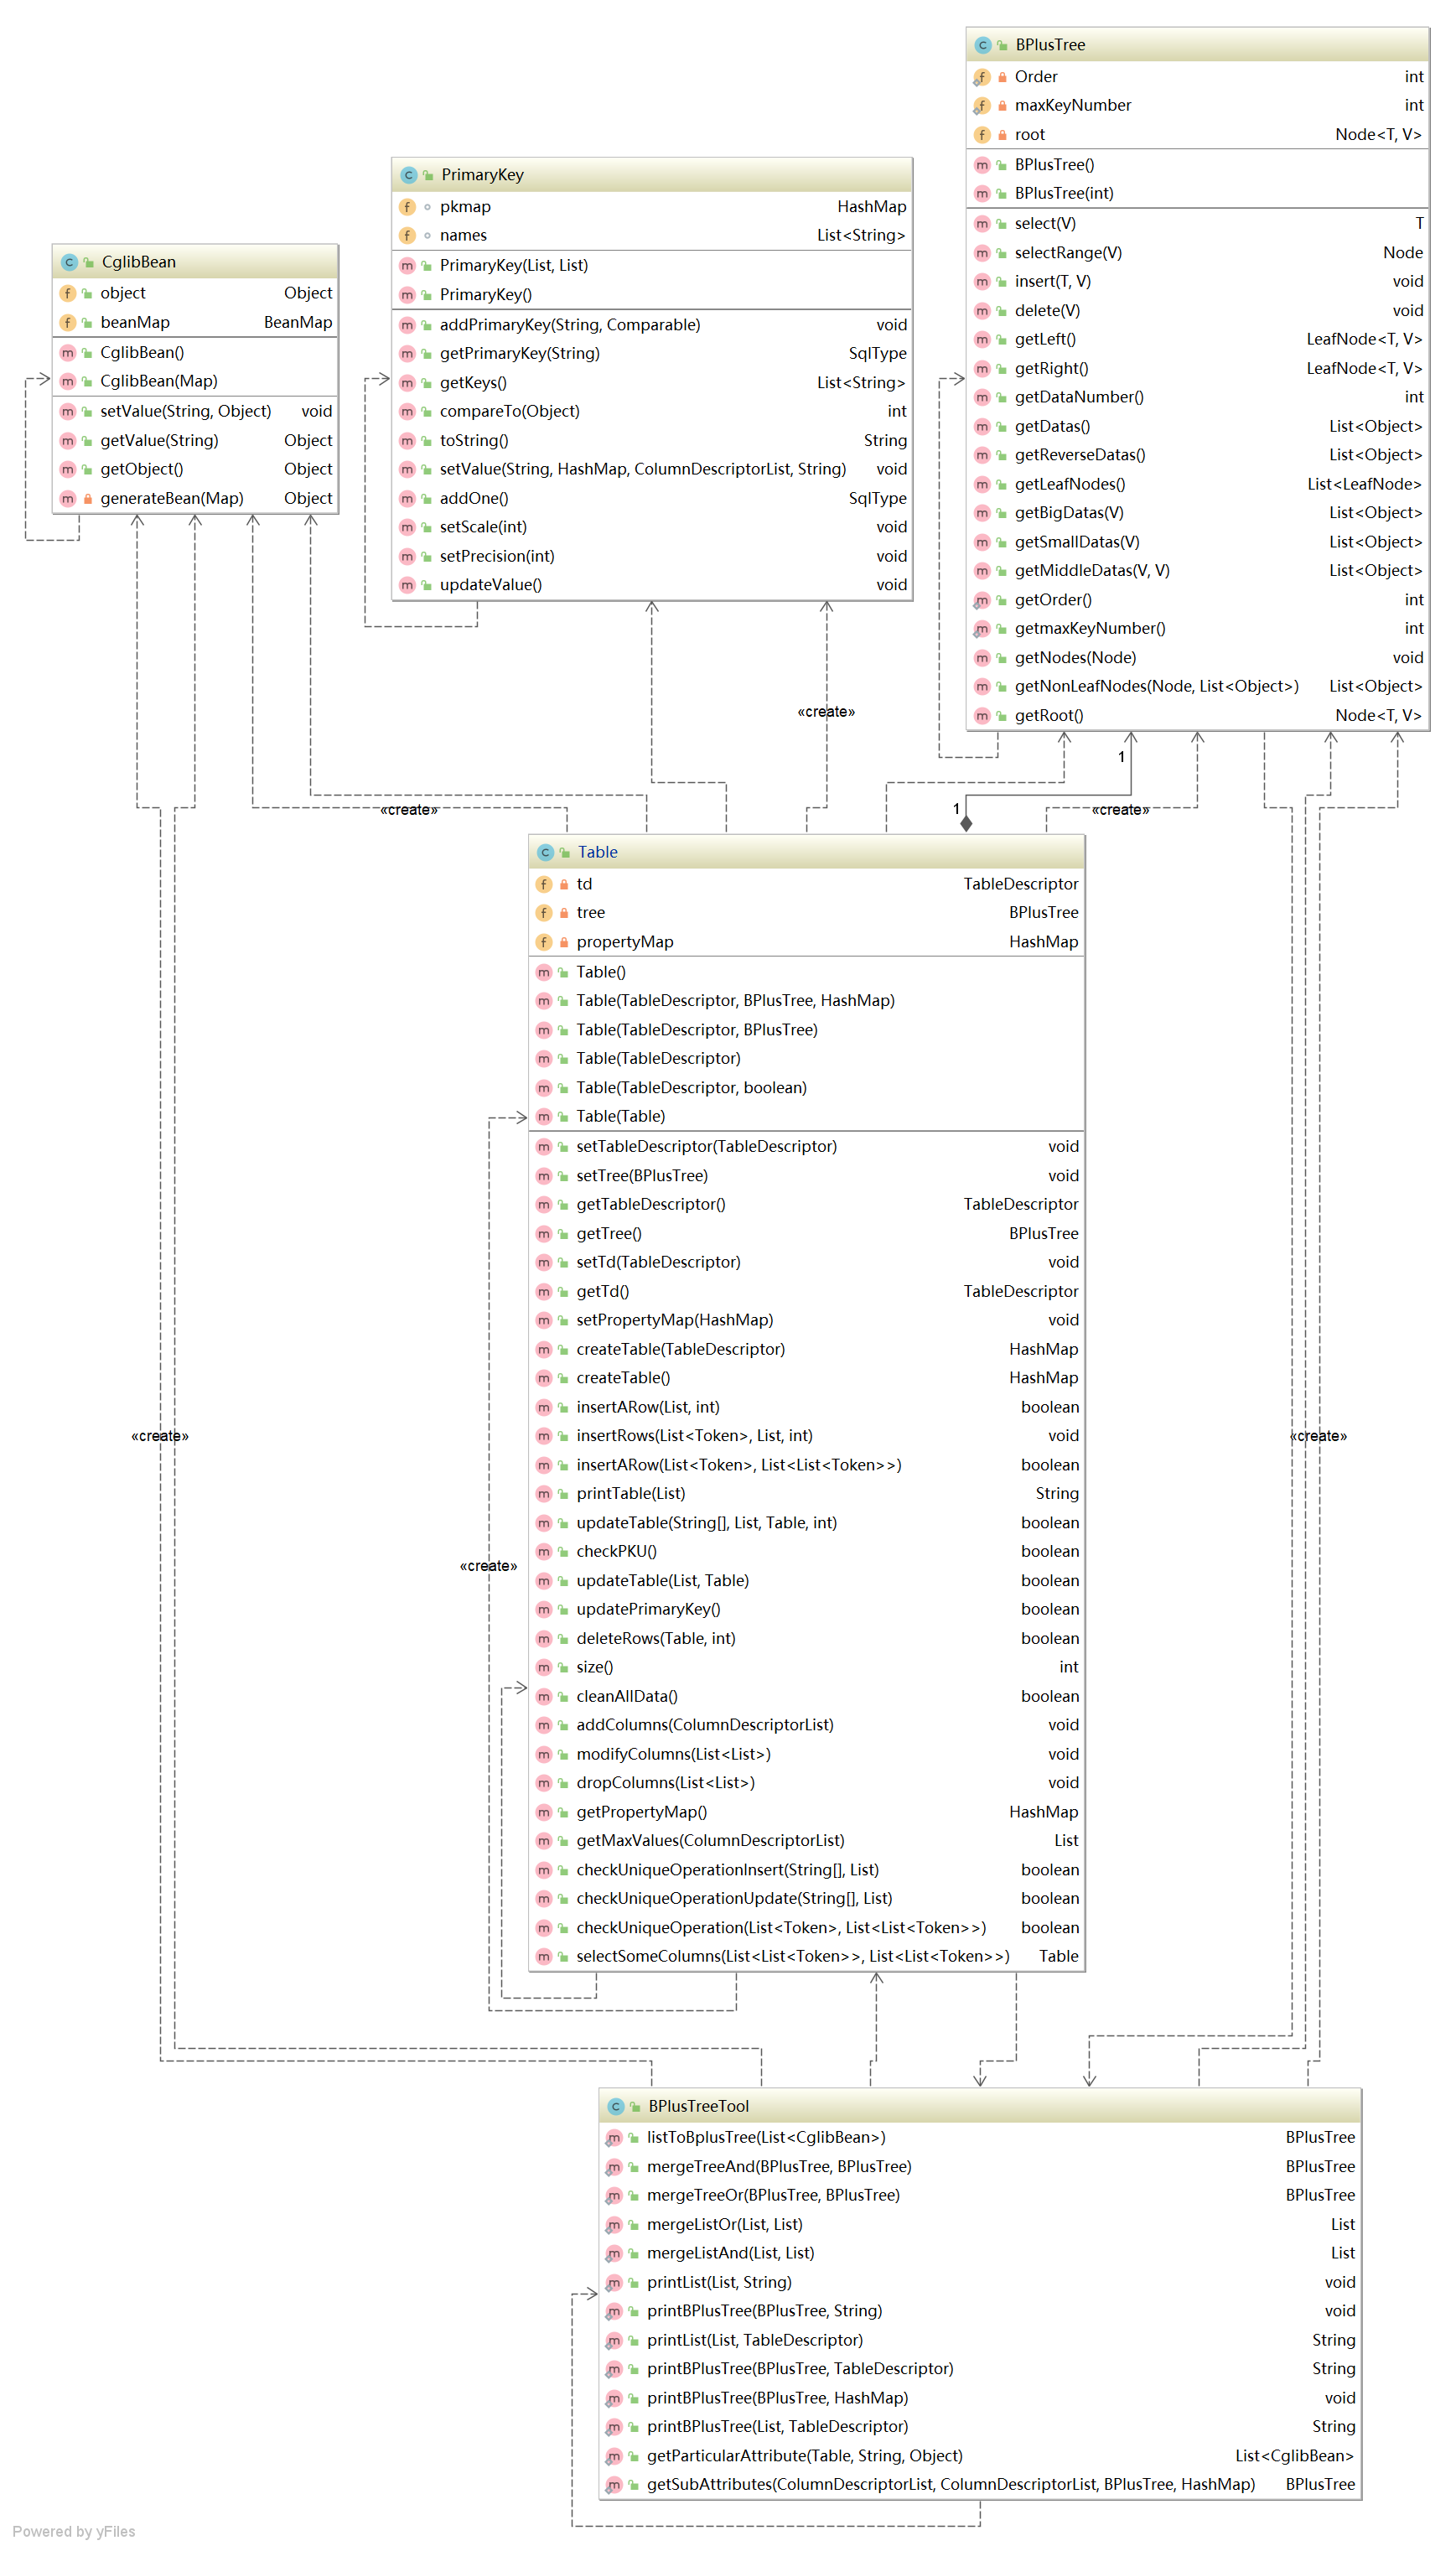 BPlusTree
Order int
maxKeyNumber int
root Node<T, V>
BPlusTree()
BPlusTree(int)
select(V) T
selectRange(V) Node
insert(T, V) void
delete(V) void
getLeft() LeafNode<T, V>
getRight() LeafNode<T, V>
getDataNumber() int
getDatas() List<Object>
getReverseDatas() List<Object>
getLeafNodes() List<LeafNode>
getBigDatas(V) List<Object>
getSmallDatas(V) List<Object>
getMiddleDatas(V, V) List<Object>
getOrder() int
getmaxKeyNumber() int
getNodes(Node) void
getNonLeafNodes(Node, List<Object>) List<Object>
getRoot() Node<T, V>
PrimaryKey
pkmap HashMap
names List<String>
PrimaryKey(List, List)
PrimaryKey()
addPrimaryKey(String, Comparable) void
getPrimaryKey(String) SqlType
getKeys() List<String>
compareTo(Object) int
toString() String
setValue(String, HashMap, ColumnDescriptorList, String) void
addOne() SqlType
setScale(int) void
setPrecision(int) void
updateValue() void
CglibBean
object Object
beanMap BeanMap
CglibBean()
CglibBean(Map)
setValue(String, Object) void
getValue(String) Object
getObject() Object
generateBean(Map) Object
«create»
1
«create»
1
«create»
Table
td TableDescriptor
tree BPlusTree
propertyMap HashMap
Table()
Table(TableDescriptor, BPlusTree, HashMap)
Table(TableDescriptor, BPlusTree)
Table(TableDescriptor)
Table(TableDescriptor, boolean)
Table(Table)
setTableDescriptor(TableDescriptor) void
setTree(BPlusTree) void
getTableDescriptor() TableDescriptor
getTree() BPlusTree
setTd(TableDescriptor) void
getTd() TableDescriptor
setPropertyMap(HashMap) void
createTable(TableDescriptor) HashMap
createTable() HashMap
insertARow(List, int) boolean
insertRows(List<Token>, List, int) void
insertARow(List<Token>, List<List<Token>>) boolean
printTable(List) String
updateTable(String[], List, Table, int) boolean
checkPKU() boolean
updateTable(List, Table) boolean
updatePrimaryKey() boolean
deleteRows(Table, int) boolean
size() int
cleanAllData() boolean
addColumns(ColumnDescriptorList) void
modifyColumns(List<List>) void
dropColumns(List<List>) void
getPropertyMap() HashMap
getMaxValues(ColumnDescriptorList) List
checkUniqueOperationInsert(String[], List) boolean
checkUniqueOperationUpdate(String[], List) boolean
checkUniqueOperation(List<Token>, List<List<Token>>) boolean
selectSomeColumns(List<List<Token>>, List<List<Token>>) Table
«create»
«create»
«create»
BPlusTreeTool
listToBplusTree(List<CglibBean>) BPlusTree
mergeTreeAnd(BPlusTree, BPlusTree) BPlusTree
mergeTreeOr(BPlusTree, BPlusTree) BPlusTree
mergeListOr(List, List) List
mergeListAnd(List, List) List
printList(List, String) void
printBPlusTree(BPlusTree, String) void
printList(List, TableDescriptor) String
printBPlusTree(BPlusTree, TableDescriptor) String
printBPlusTree(BPlusTree, HashMap) void
printBPlusTree(List, TableDescriptor) String
getParticularAttribute(Table, String, Object) List<CglibBean>
getSubAttributes(ColumnDescriptorList, ColumnDescriptorList, BPlusTree, HashMap) BPlusTree
Powered by yFiles